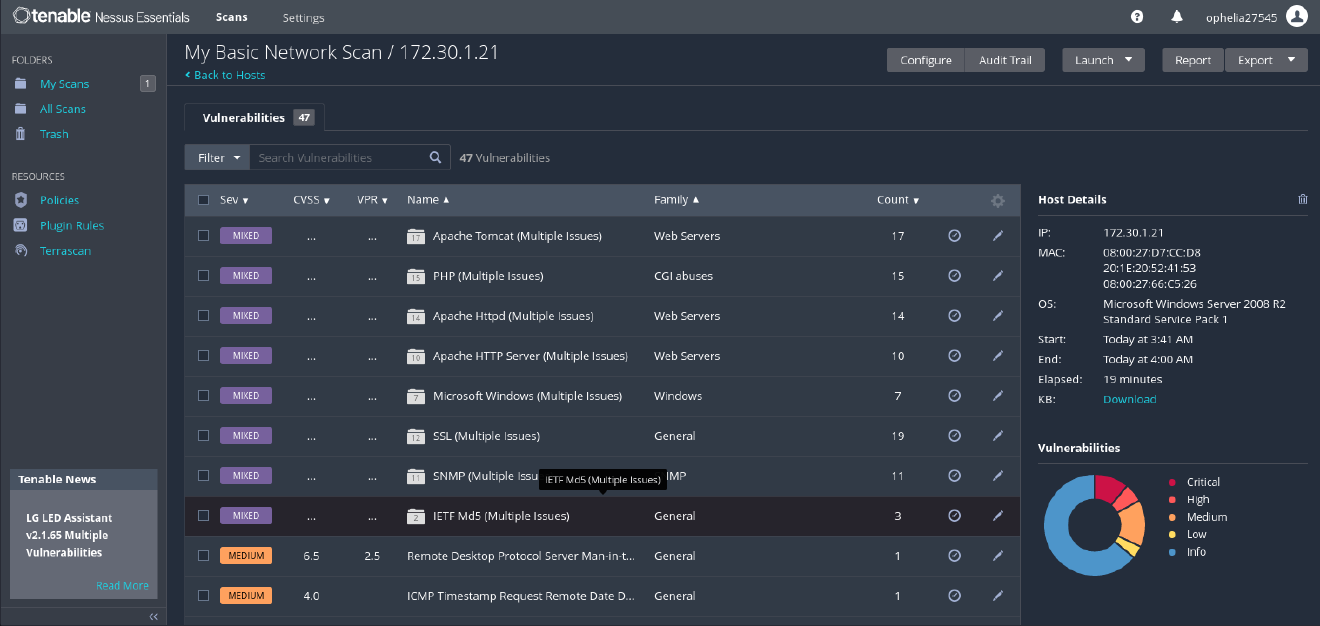 tenable Nessus Essentials Scans Settings ophelia27545
FOLDERS
My Scans 1
All Scans
Trash
RESOURCES
Policies
Plugin Rules
Terrascan
Tenable News
LG LED Assistant
v2.1.65 Multiple
Vulnerabilities
Read More
My Basic Network Scan / 172.30.1.21
Back to Hosts
Configure Audit Trail Launch Report Export
Vulnerabilities 47
Filter Search Vulnerabilities 47 Vulnerabilities
Sev CVSS VPR Name Family Count
MIXED ... ... 17 Apache Tomcat (Multiple Issues) Web Servers 17
MIXED ... ... 15 PHP (Multiple Issues) CGI abuses 15
MIXED ... ... 14 Apache Httpd (Multiple Issues) Web Servers 14
MIXED ... ... 10 Apache HTTP Server (Multiple Issues) Web Servers 10
MIXED ... ... 7 Microsoft Windows (Multiple Issues) Windows 7
MIXED ... ... 12 SSL (Multiple Issues) General 19
MIXED ... ... 11 SNMP (Multiple Issu MP 11
IETF Md5 (Multiple Issues)
MIXED ... ... 2 IETF Md5 (Multiple Issues) General 3
MEDIUM 6.5 2.5 Remote Desktop Protocol Server Man-in-t... General 1
MEDIUM 4.0 ICMP Timestamp Request Remote Date D... General 1
Host Details
IP: 172.30.1.21
MAC: 08:00:27:D7:CC:D8
20:1E:20:52:41:53
08:00:27:66:C5:26
OS: Microsoft Windows Server 2008 R2
Standard Service Pack 1
Start: Today at 3:41 AM
End: Today at 4:00 AM
Elapsed: 19 minutes
KB: Download
Vulnerabilities
Critical
High
Medium
Low
Info